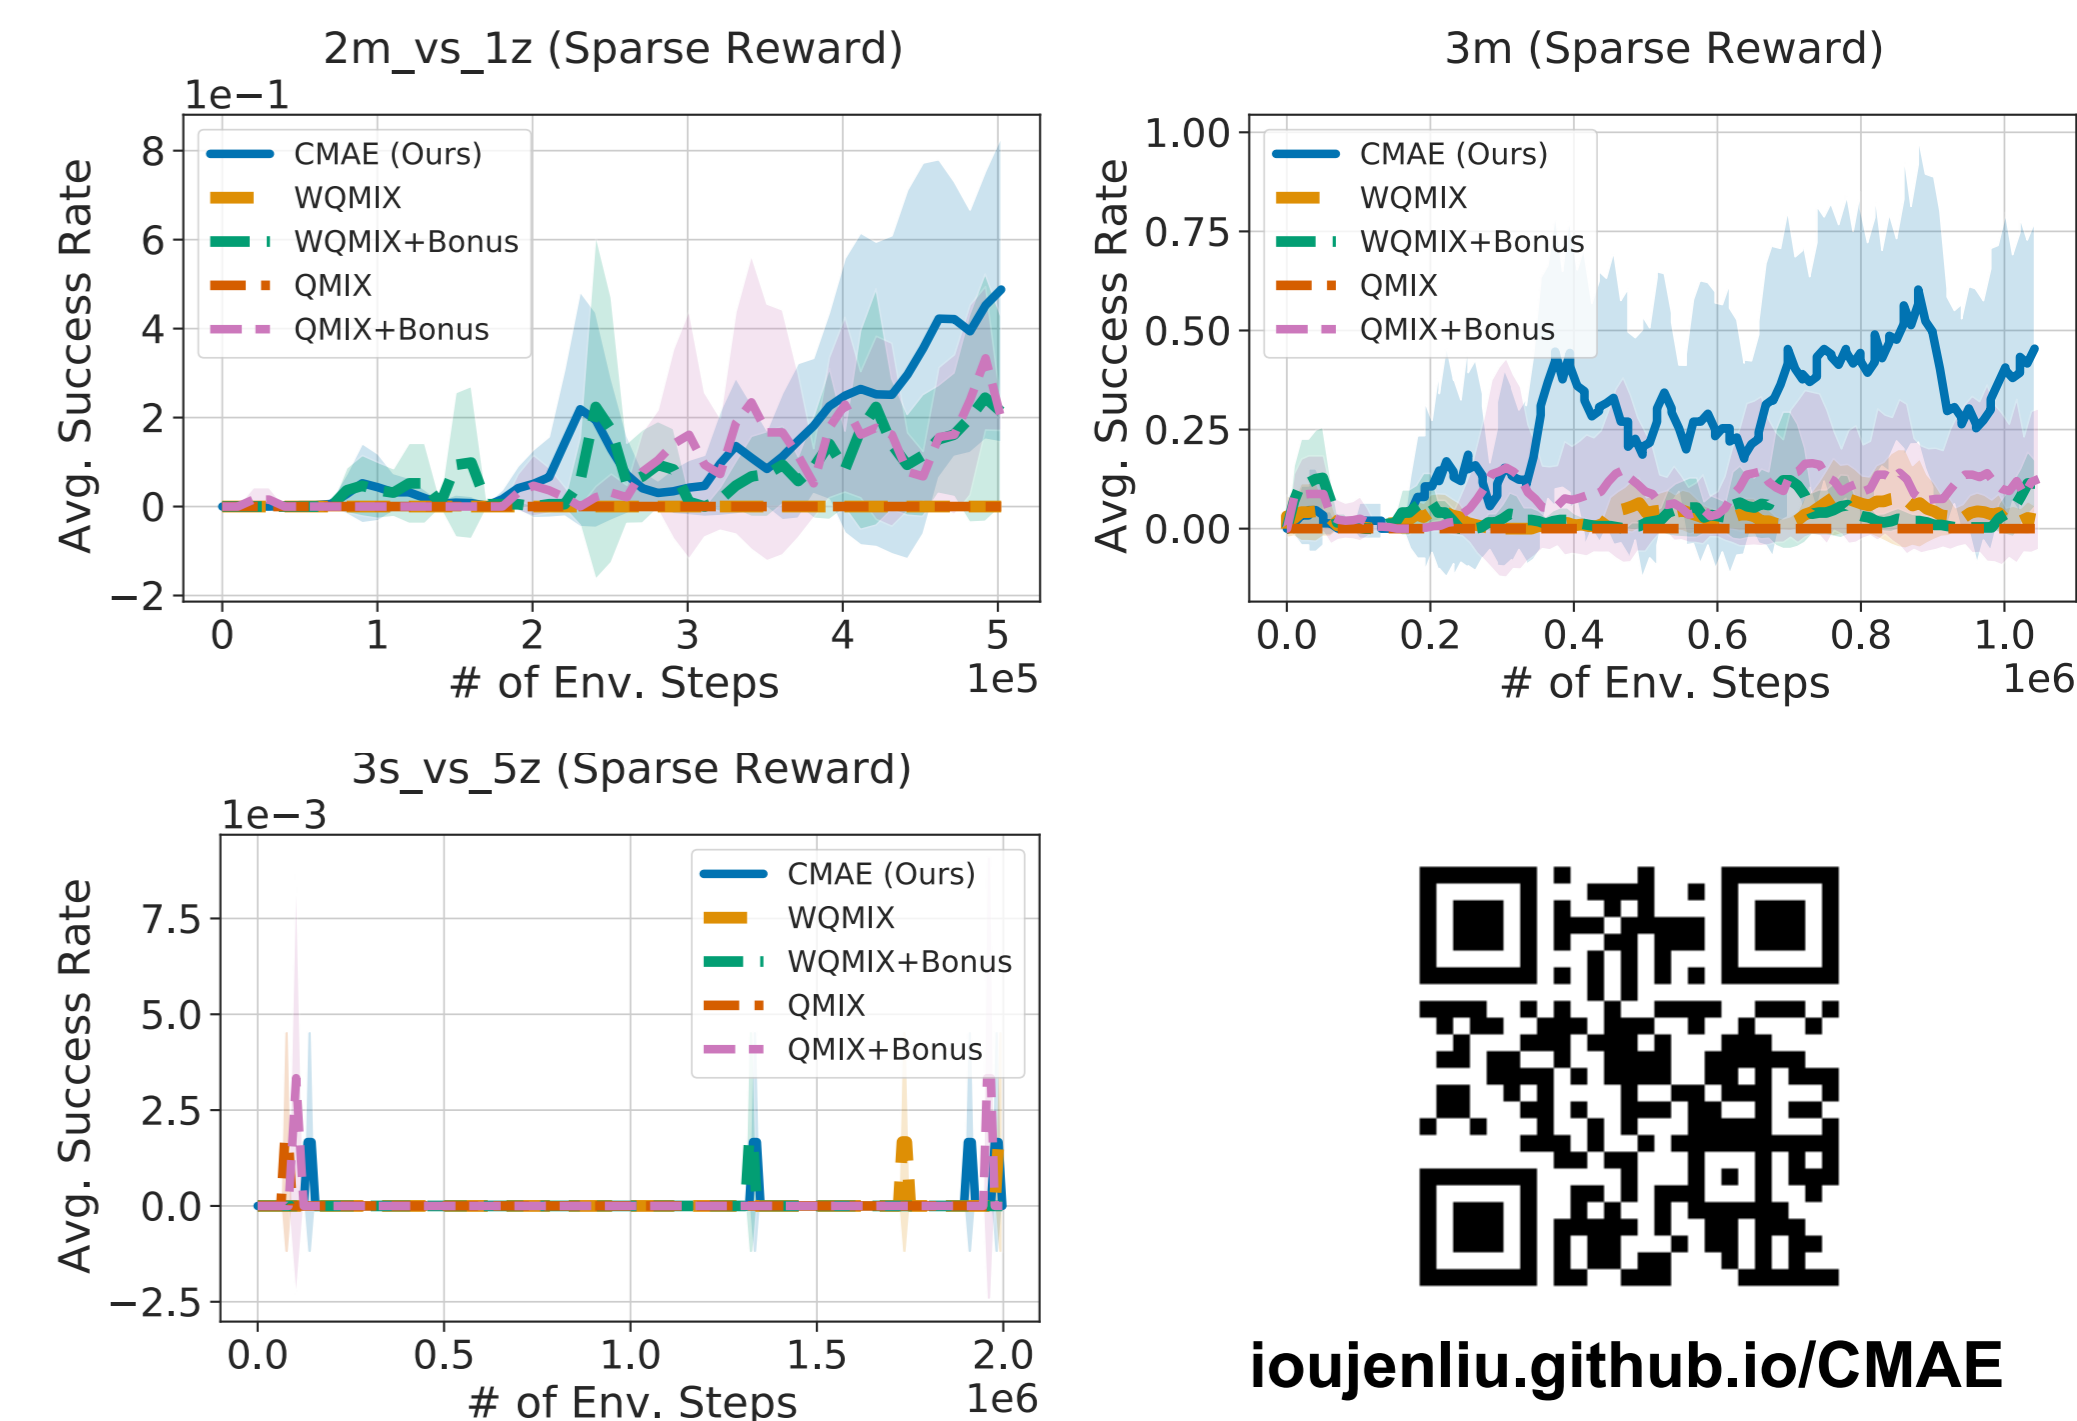 2m_vs_1z (Sparse Reward)
1e−1
8
6
4
2
0
−2
Avg. Success Rate
CMAE (Ours)
WQMIX
WQMIX+Bonus
QMIX
QMIX+Bonus
0 1 2 3 4 5
# of Env. Steps
1e5
3m (Sparse Reward)
1.00
0.75
0.50
0.25
0.00
Avg. Success Rate
CMAE (Ours)
WQMIX
WQMIX+Bonus
QMIX
QMIX+Bonus
0.0 0.2 0.4 0.6 0.8 1.0
# of Env. Steps
1e6
3s_vs_5z (Sparse Reward)
1e−3
7.5
5.0
2.5
0.0
−2.5
Avg. Success Rate
CMAE (Ours)
WQMIX
WQMIX+Bonus
QMIX
QMIX+Bonus
0.0 0.5 1.0 1.5 2.0
# of Env. Steps
1e6
ioujenliu.github.io/CMAE